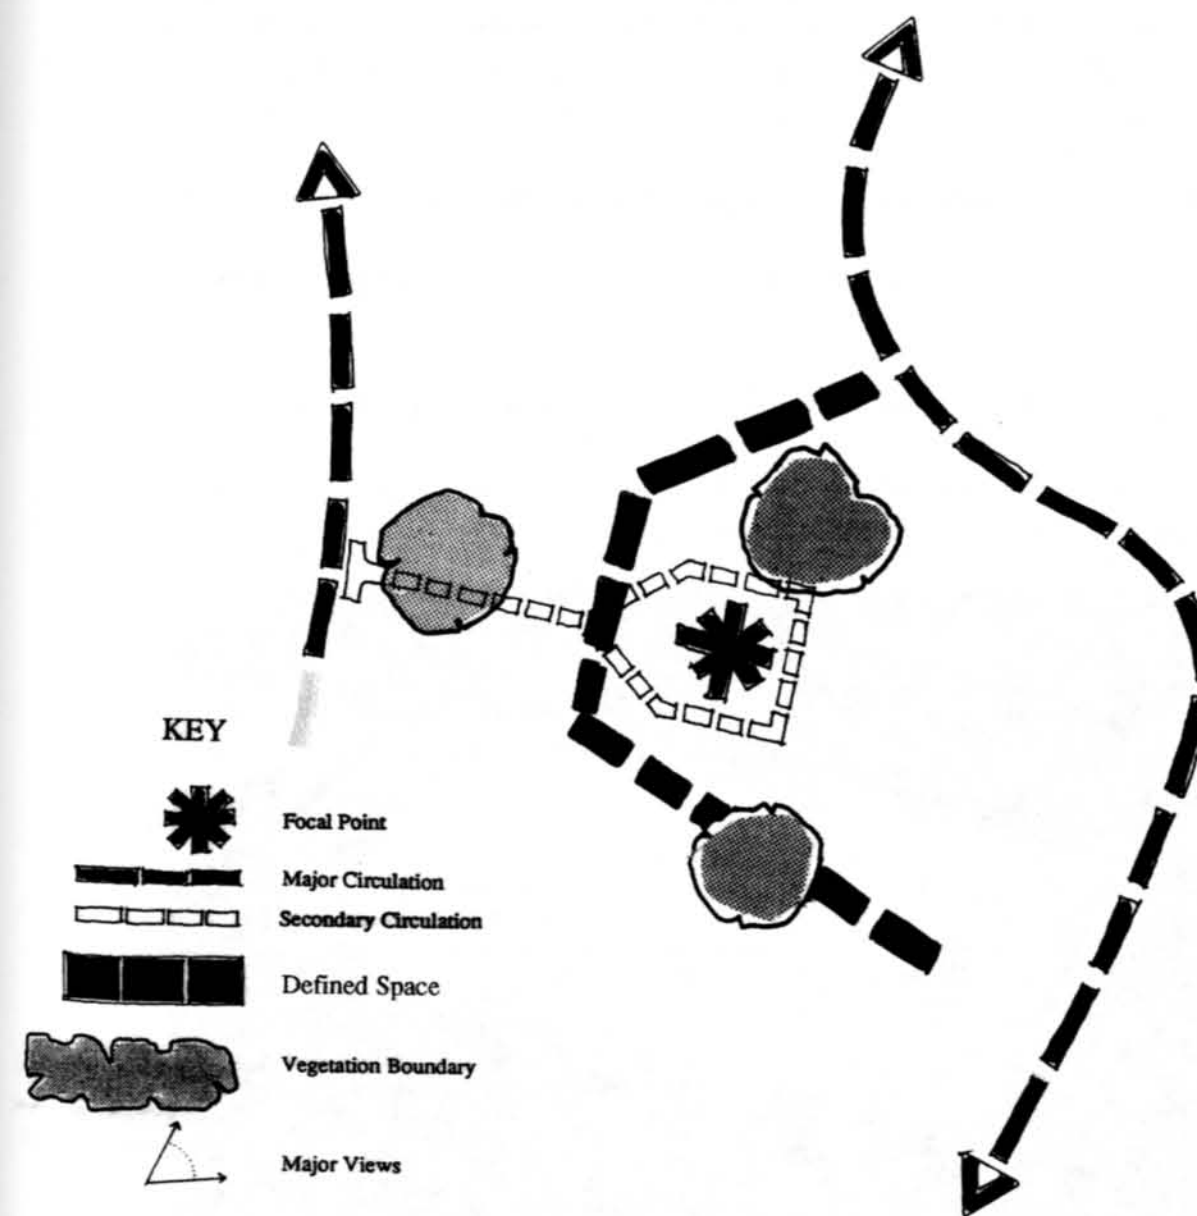 KEY
Focal Point
Major Circulation
Secondary Circulation
Defined Space
Vegetation Boundary
Major Views